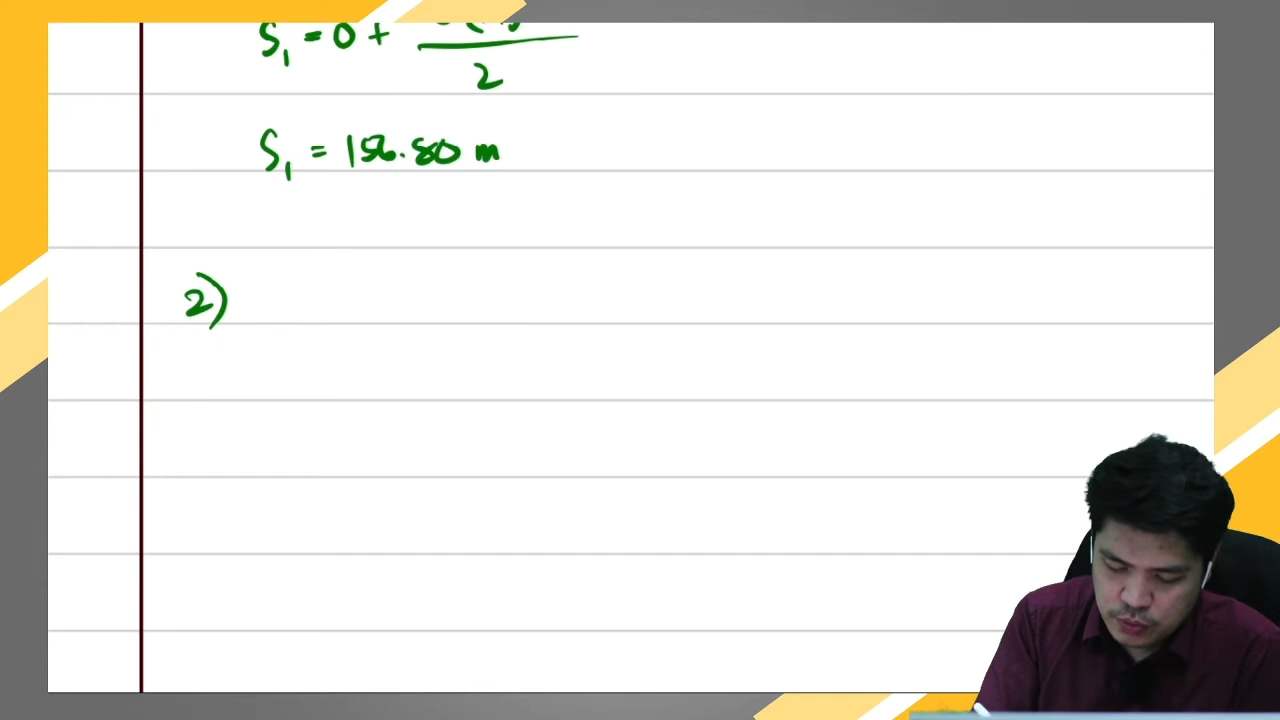 S₁ = 0 +
2
S₁ = 156.80 m
2)